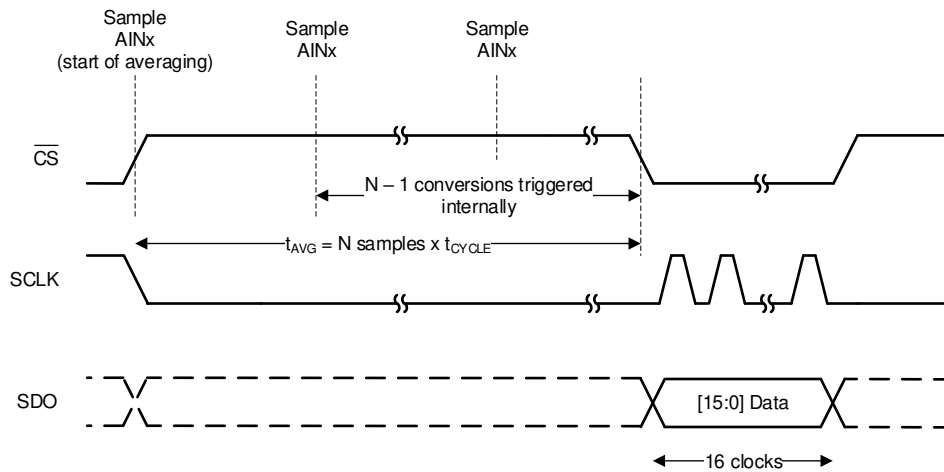 Sample
AINx
(start of averaging)
Sample
AINx
Sample
AINx
CS
N – 1 conversions triggered
internally
tAVG = N samples x tCYCLE
SCLK
SDO
[15:0] Data
16 clocks